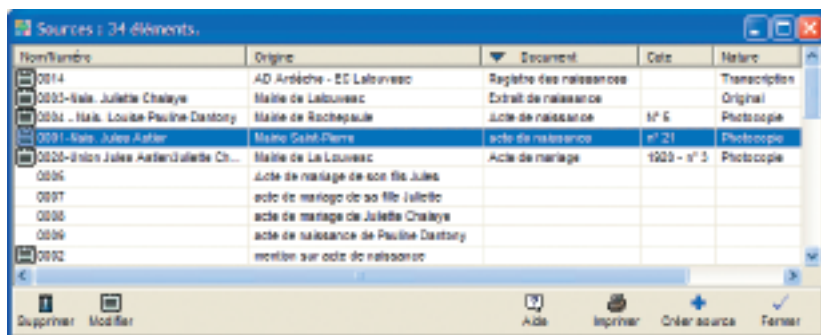 Sources : 34 éléments.
Nom/Numéro Origine Document Cote Nature
0014 AD Ardèche - EC Lalouvesc Registre des naissances Transcription
0003-Nais. Juliette Chalaye Mairie de Lalouvesc Extrait de naissance Original
0004 - Nais. Louise Pauline Dantony Mairie de Rochepaule Acte de naissance N° 5 Photocopie
0001-Nais. Jules Astier Mairie Saint-Pierre acte de naissance n° 21 Photocopie
0020-Union Jules Astier/Juliette Ch... Mairie de La Louvesc Acte de mariage 1920 - n° 3 Photocopie
Acte de mariage de son fils Jules
0007 acte de mariage de sa fille Juliette
0008 acte de mariage de Juliette Chalaye
0009 acte de naissance de Pauline Dantony
0002 mention sur acte de naissance
Supprimer Modifier Aide Imprimer Créer source Fermer